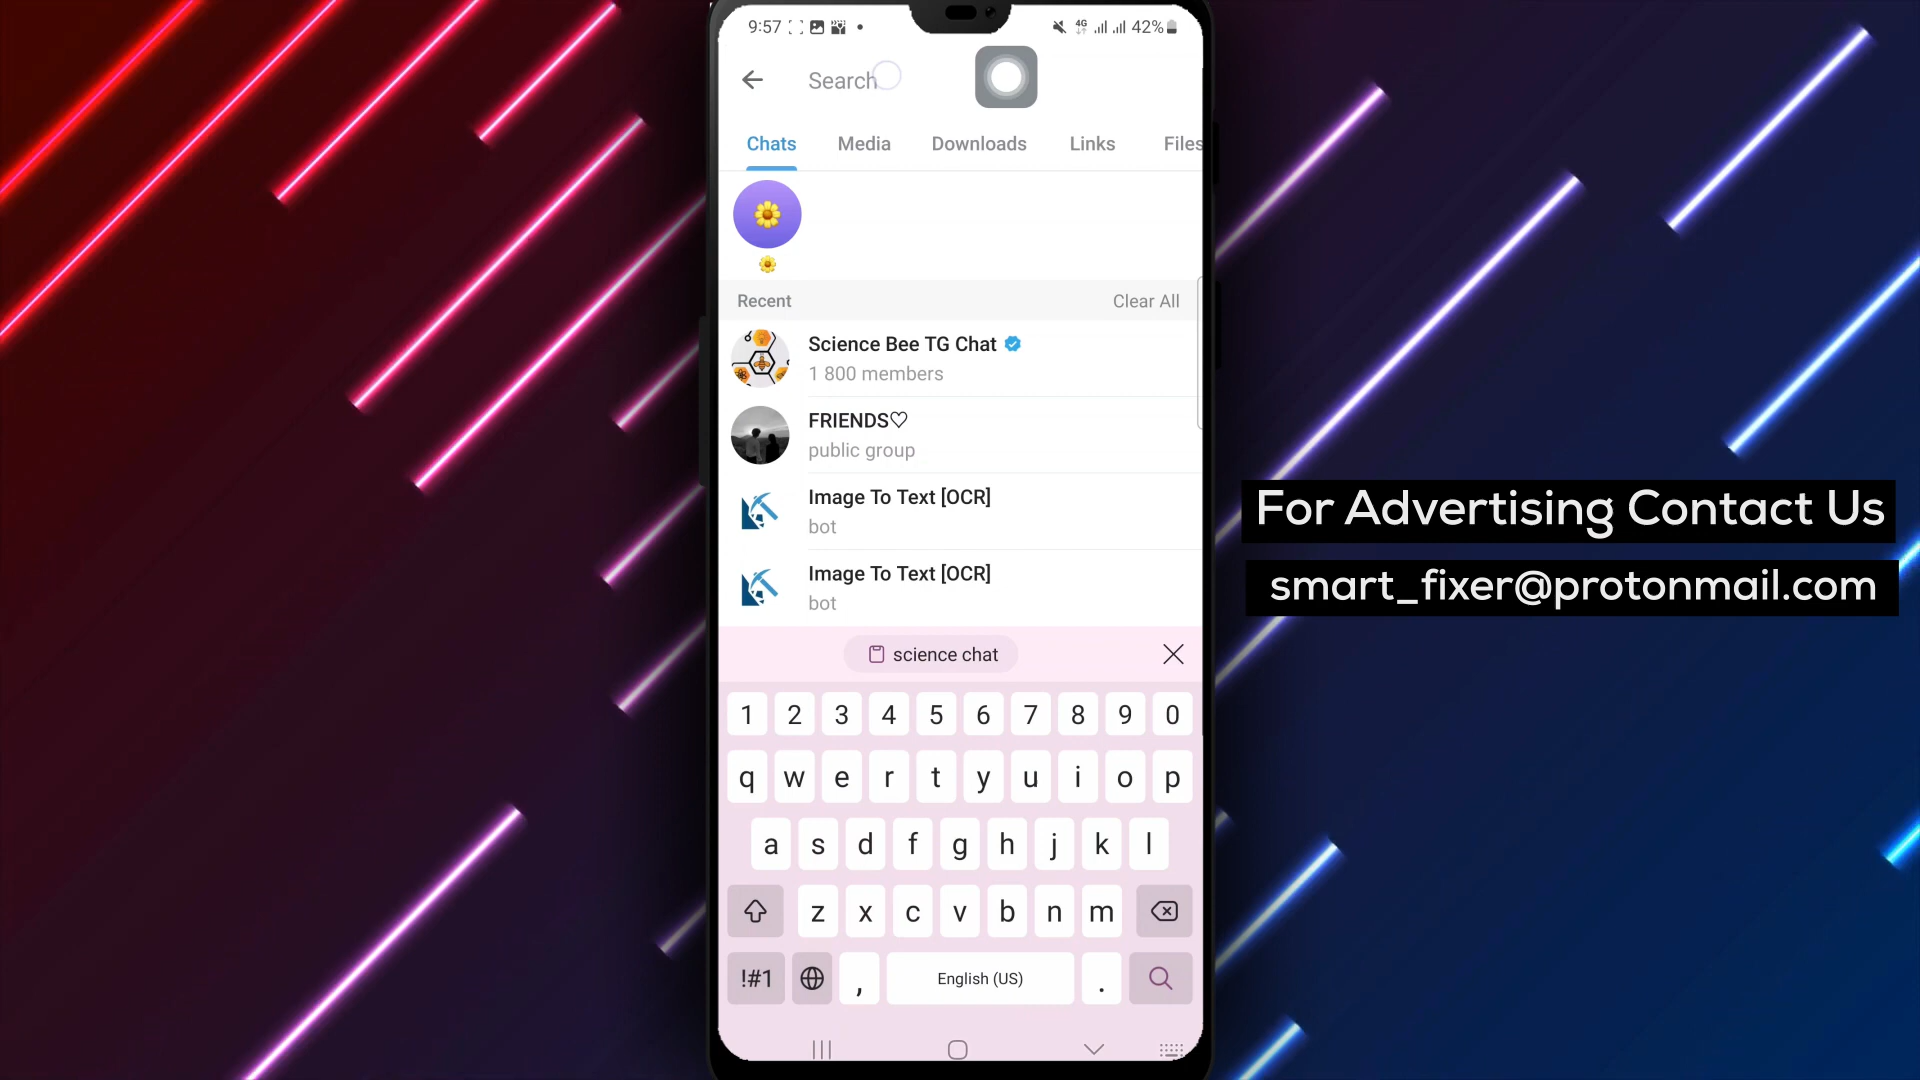 9:57
4G
42%
Search
Chats Media Downloads Links Files
Recent Clear All
Science Bee TG Chat
1 800 members
FRIENDS♡
public group
Image To Text [OCR]
bot
Image To Text [OCR]
bot
science chat
1 2 3 4 5 6 7 8 9 0
q w e r t y u i o p
a s d f g h j k l
z x c v b n m
!#1 , English (US) .
For Advertising Contact Us
smart_fixer@protonmail.com